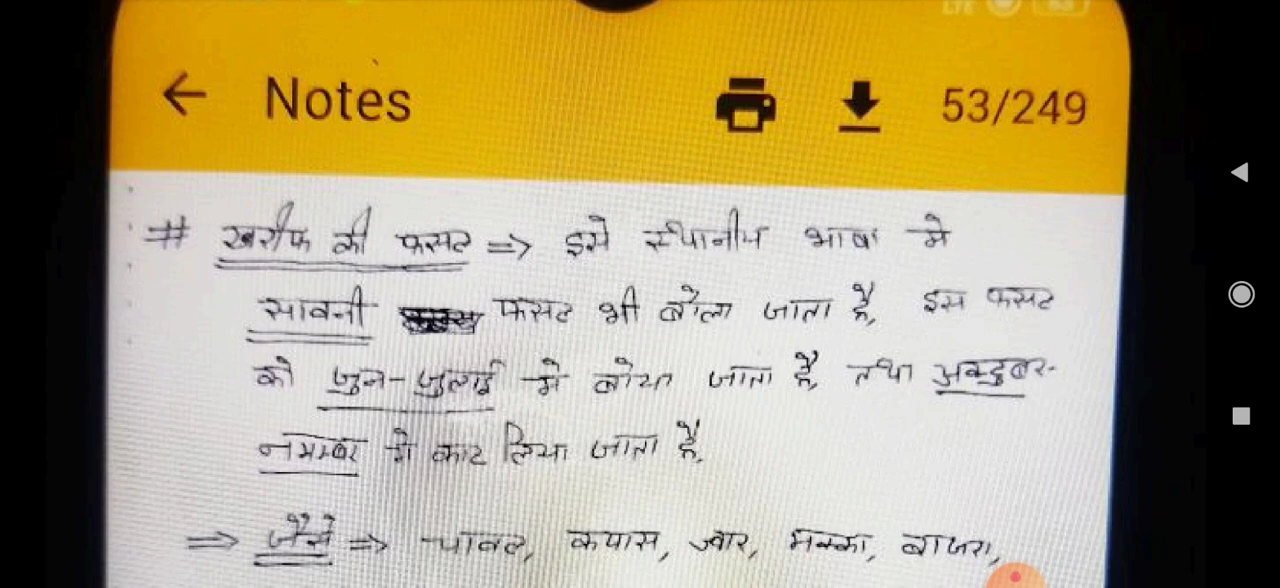 Notes 53/249
# खरीफ की फसल ⇒ इसे स्थानीय भाषा मे
सावनी फसल भी बोला जाता है, इस फसल
को जुन-जुलाई मे बोया जाता है, तथा अक्टुबर-
नवम्बर मे काट लिया जाता है,
⇒ जैसे ⇒ चावल, कपास, ज्वार, मक्का, बाजरा,